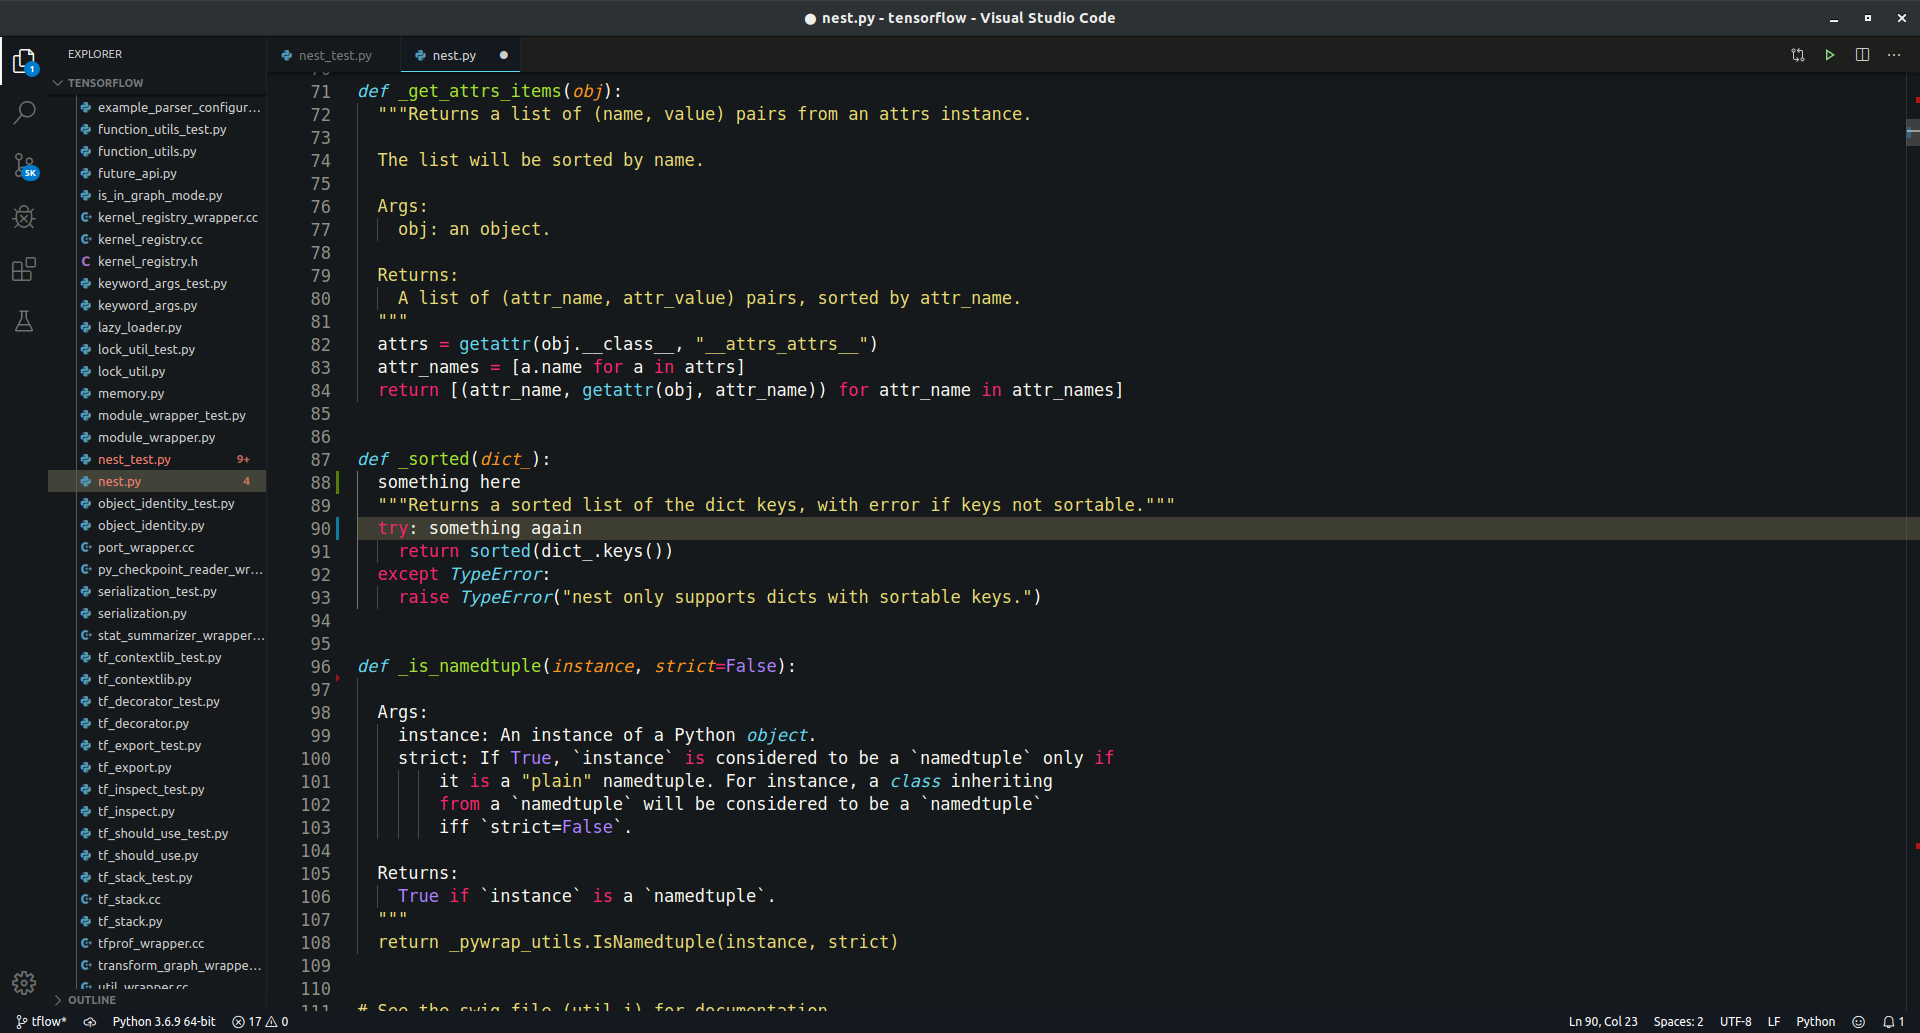 ● nest.py - tensorflow - Visual Studio Code
EXPLORER
nest_test.py
nest.py
1
5K
TENSORFLOW
example_parser_configur...
function_utils_test.py
function_utils.py
future_api.py
is_in_graph_mode.py
kernel_registry_wrapper.cc
kernel_registry.cc
kernel_registry.h
keyword_args_test.py
keyword_args.py
lazy_loader.py
lock_util_test.py
lock_util.py
memory.py
module_wrapper_test.py
module_wrapper.py
nest_test.py 9+
nest.py 4
object_identity_test.py
object_identity.py
port_wrapper.cc
py_checkpoint_reader_wr...
serialization_test.py
serialization.py
stat_summarizer_wrapper...
tf_contextlib_test.py
tf_contextlib.py
tf_decorator_test.py
tf_decorator.py
tf_export_test.py
tf_export.py
tf_inspect_test.py
tf_inspect.py
tf_should_use_test.py
tf_should_use.py
tf_stack_test.py
tf_stack.cc
tf_stack.py
tfprof_wrapper.cc
transform_graph_wrappe...
util_wrapper.cc
OUTLINE
70
71 def _get_attrs_items(obj):
72 """Returns a list of (name, value) pairs from an attrs instance.
73
74 The list will be sorted by name.
75
76 Args:
77 obj: an object.
78
79 Returns:
80 A list of (attr_name, attr_value) pairs, sorted by attr_name.
81 """
82 attrs = getattr(obj.__class__, "__attrs_attrs__")
83 attr_names = [a.name for a in attrs]
84 return [(attr_name, getattr(obj, attr_name)) for attr_name in attr_names]
85
86
87 def _sorted(dict_):
88 something here
89 """Returns a sorted list of the dict keys, with error if keys not sortable."""
90 try: something again
91 return sorted(dict_.keys())
92 except TypeError:
93 raise TypeError("nest only supports dicts with sortable keys.")
94
95
96 def _is_namedtuple(instance, strict=False):
97
98 Args:
99 instance: An instance of a Python object.
100 strict: If True, `instance` is considered to be a `namedtuple` only if
101 it is a "plain" namedtuple. For instance, a class inheriting
102 from a `namedtuple` will be considered to be a `namedtuple`
103 iff `strict=False`.
104
105 Returns:
106 True if `instance` is a `namedtuple`.
107 """
108 return _pywrap_utils.IsNamedtuple(instance, strict)
109
110
111 # See the swig file (util.i) for documentation.
tflow* Python 3.6.9 64-bit 17 0 Ln 90, Col 23 Spaces: 2 UTF-8 LF Python 1